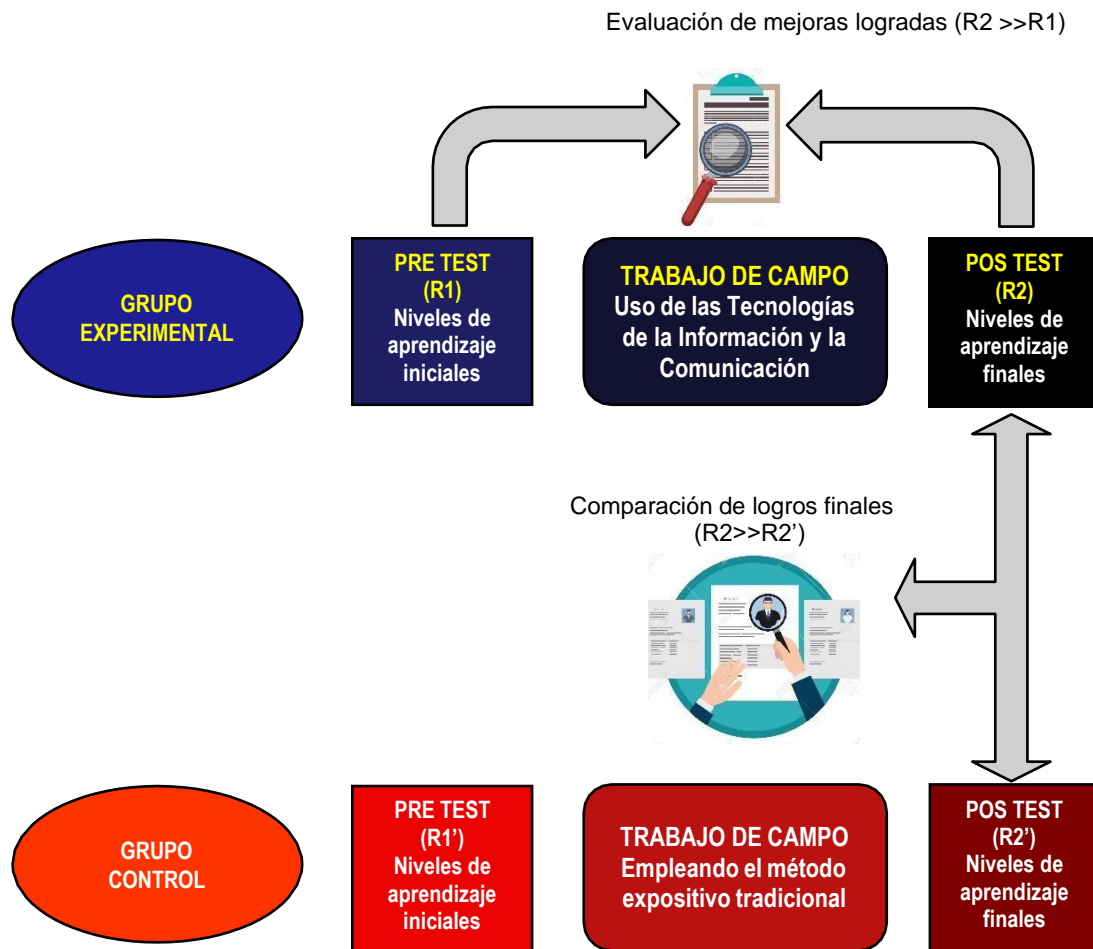 Evaluación de mejoras logradas (R2 >>R1)
GRUPO
EXPERIMENTAL
PRE TEST
(R1)
Niveles de
aprendizaje
iniciales
TRABAJO DE CAMPO
Uso de las Tecnologías
de la Información y la
Comunicación
POS TEST
(R2)
Niveles de
aprendizaje
finales
Comparación de logros finales
(R2>>R2’)
GRUPO
CONTROL
PRE TEST
(R1’)
Niveles de
aprendizaje
iniciales
TRABAJO DE CAMPO
Empleando el método
expositivo tradicional
POS TEST
(R2’)
Niveles de
aprendizaje
finales